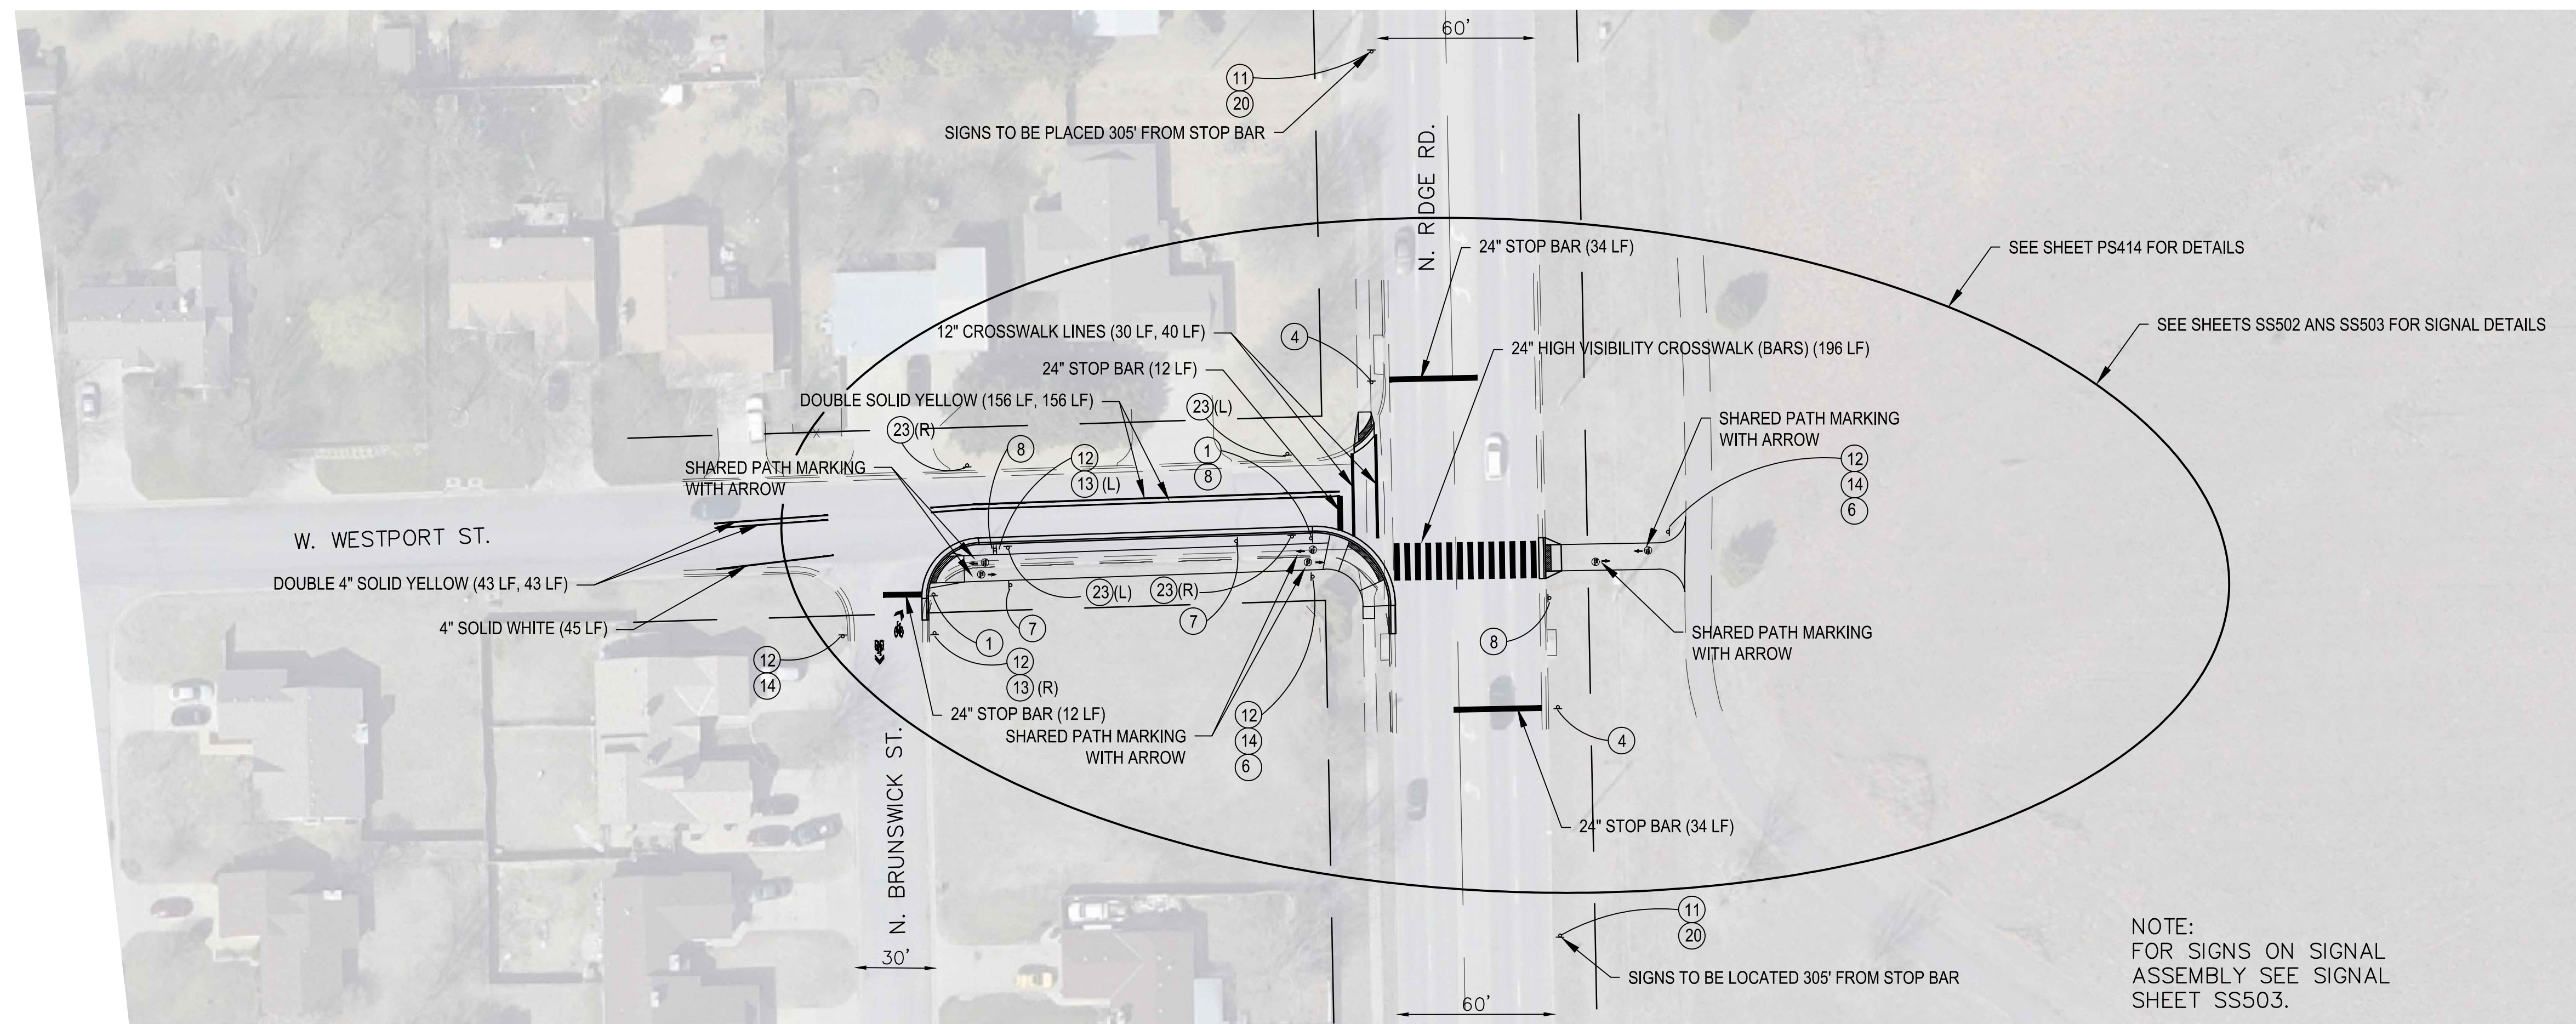 60'
11
20
SIGNS TO BE PLACED 305' FROM STOP BAR
N. RIDGE RD.
24" STOP BAR (34 LF)
SEE SHEET PS414 FOR DETAILS
SEE SHEETS SS502 ANS SS503 FOR SIGNAL DETAILS
12" CROSSWALK LINES (30 LF, 40 LF)
4
24" HIGH VISIBILITY CROSSWALK (BARS) (196 LF)
24" STOP BAR (12 LF)
DOUBLE SOLID YELLOW (156 LF, 156 LF)
23 (L)
23 (R)
SHARED PATH MARKING
WITH ARROW
8
12
13 (L)
1
8
SHARED PATH MARKING
WITH ARROW
12
14
6
W. WESTPORT ST.
DOUBLE 4" SOLID YELLOW (43 LF, 43 LF)
4" SOLID WHITE (45 LF)
23 (L)
23 (R)
7
7
1
8
SHARED PATH MARKING
WITH ARROW
12
14
12
13 (R)
24" STOP BAR (12 LF)
SHARED PATH MARKING
WITH ARROW
12
14
6
4
N. BRUNSWICK ST.
24" STOP BAR (34 LF)
11
20
SIGNS TO BE LOCATED 305' FROM STOP BAR
30'
60'
NOTE:
FOR SIGNS ON SIGNAL
ASSEMBLY SEE SIGNAL
SHEET SS503.